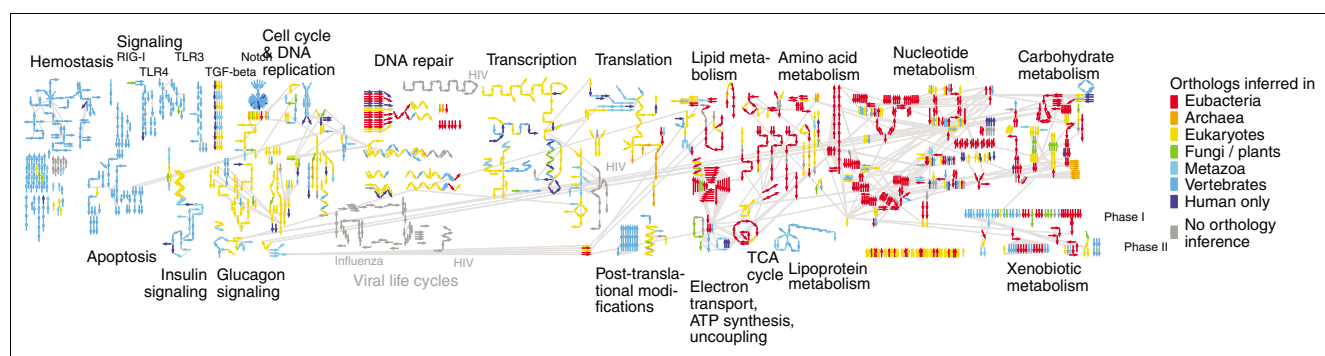 Hemostasis
Signaling
RIG-I
TLR3
TLR4
TGF-beta
Notch
Cell cycle
& DNA
replication
DNA repair
HIV
Transcription
Translation
Lipid meta-
bolism
Amino acid
metabolism
Nucleotide
metabolism
Carbohydrate
metabolism
Orthologs inferred in
Eubacteria
Archaea
Eukaryotes
Fungi / plants
Metazoa
Vertebrates
Human only
No orthology
inference
HIV
Phase I
Phase II
Apoptosis
Insulin
signaling
Glucagon
signaling
Influenza
HIV
Viral life cycles
Post-transla-
tional modi-
fications
Electron
transport,
ATP synthesis,
uncoupling
TCA
cycle
Lipoprotein
metabolism
Xenobiotic
metabolism